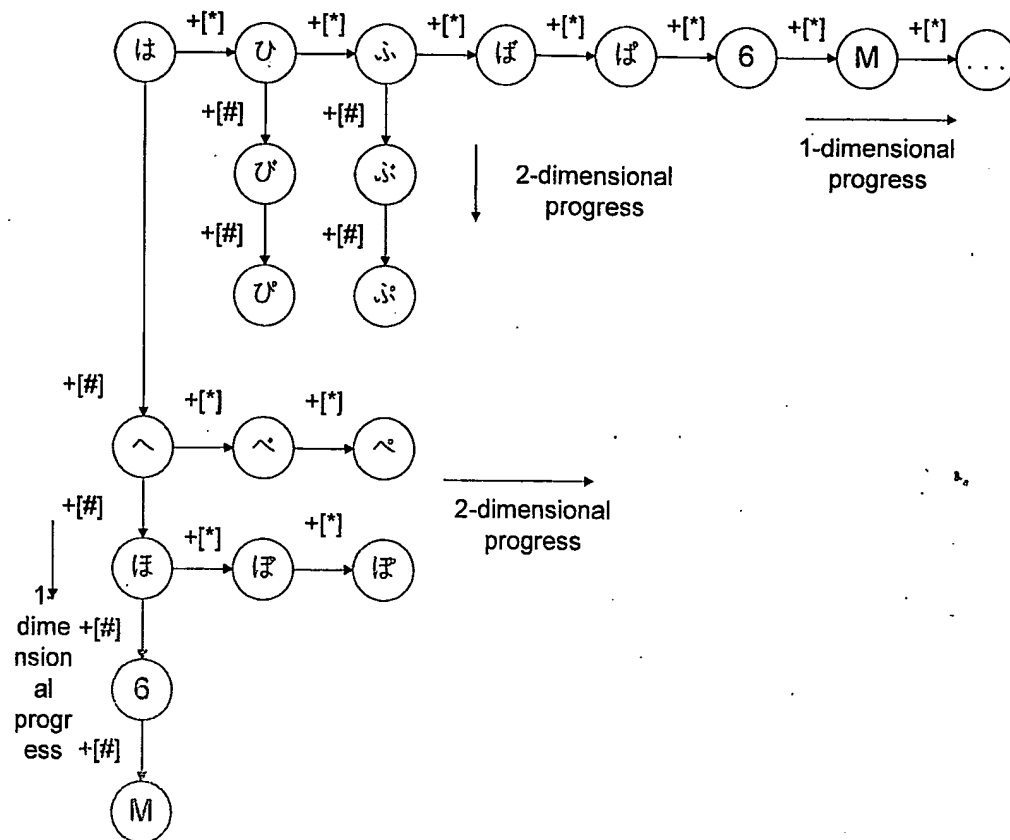 +[*] +[*] +[*] +[*] +[*] +[*] +[*]
は ひ ふ ば ぱ 6 M ...
+[#] +[#]
1-dimensional
progress
び ぶ
2-dimensional
progress
+[#] +[#]
ぴ ぷ
+[#]
+[*] +[*]
へ べ ぺ
+[#]
2-dimensional
progress
+[*] +[*]
ほ ぼ ぽ
1-
dime
nsion
al
progr
ess
+[#]
6
+[#]
M